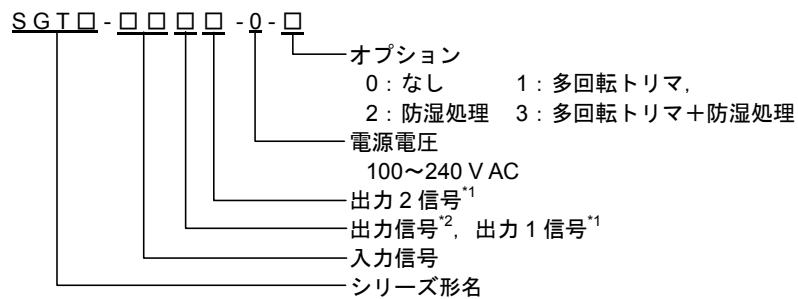 SGT□-□□□□-0-□
オプション
0：なし　1：多回転トリマ,
2：防湿処理　3：多回転トリマ＋防湿処理
電源電圧
100～240 V AC
出力2信号*1
出力信号*2, 出力1信号*1
入力信号
シリーズ形名